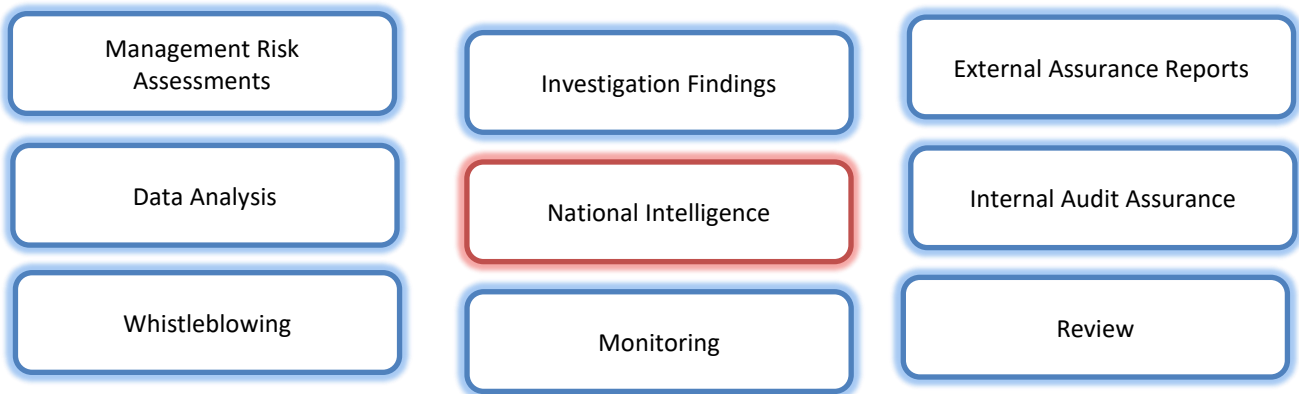 Management Risk
Assessments
Investigation Findings
External Assurance Reports
Data Analysis
National Intelligence
Internal Audit Assurance
Whistleblowing
Monitoring
Review